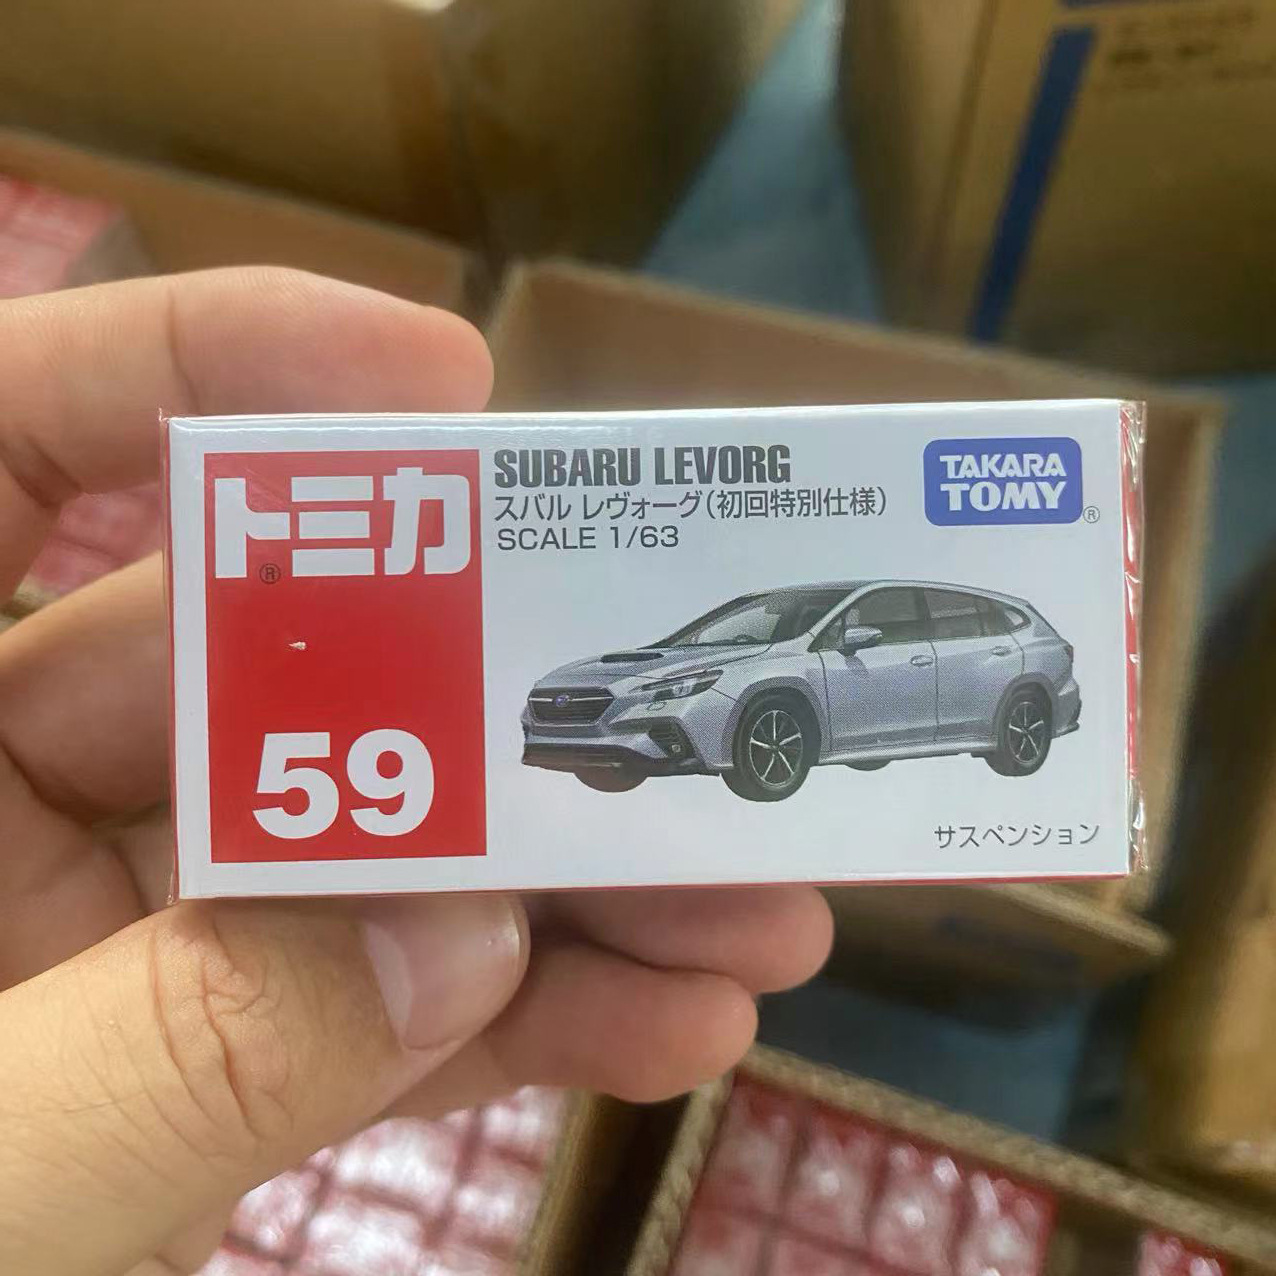 トミカ
®
59
SUBARU LEVORG
スバル レヴォーグ(初回特別仕様)
SCALE 1/63
TAKARA
TOMY
®
サスペンション